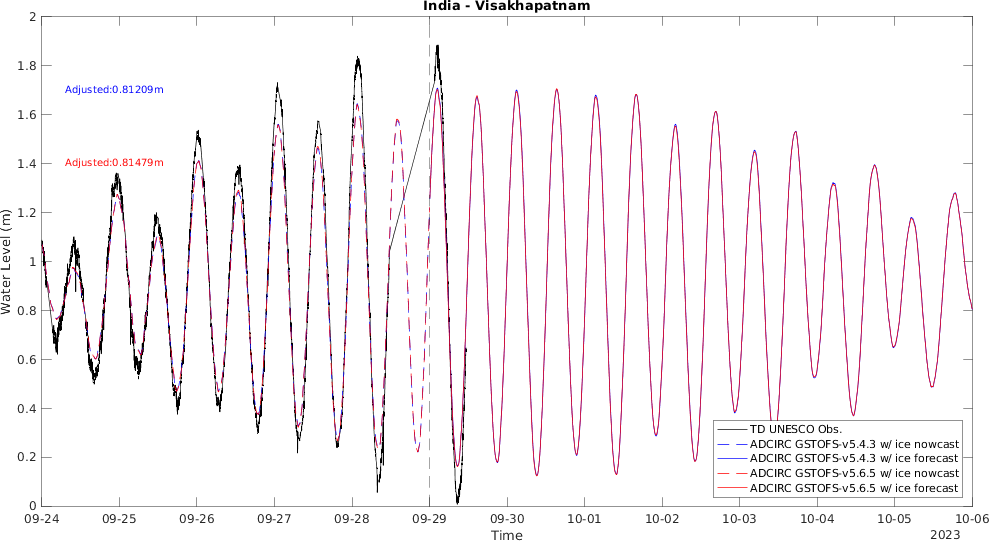 India - Visakhapatnam
2
1.8
1.6
1.4
1.2
1
0.8
0.6
0.4
0.2
0
Water Level (m)
Adjusted:0.81209m
Adjusted:0.81479m
TD UNESCO Obs.
ADCIRC GSTOFS-v5.4.3 w/ ice nowcast
ADCIRC GSTOFS-v5.4.3 w/ ice forecast
ADCIRC GSTOFS-v5.6.5 w/ ice nowcast
ADCIRC GSTOFS-v5.6.5 w/ ice forecast
09-24 09-25 09-26 09-27 09-28 09-29 09-30 10-01 10-02 10-03 10-04 10-05 10-06
Time
2023